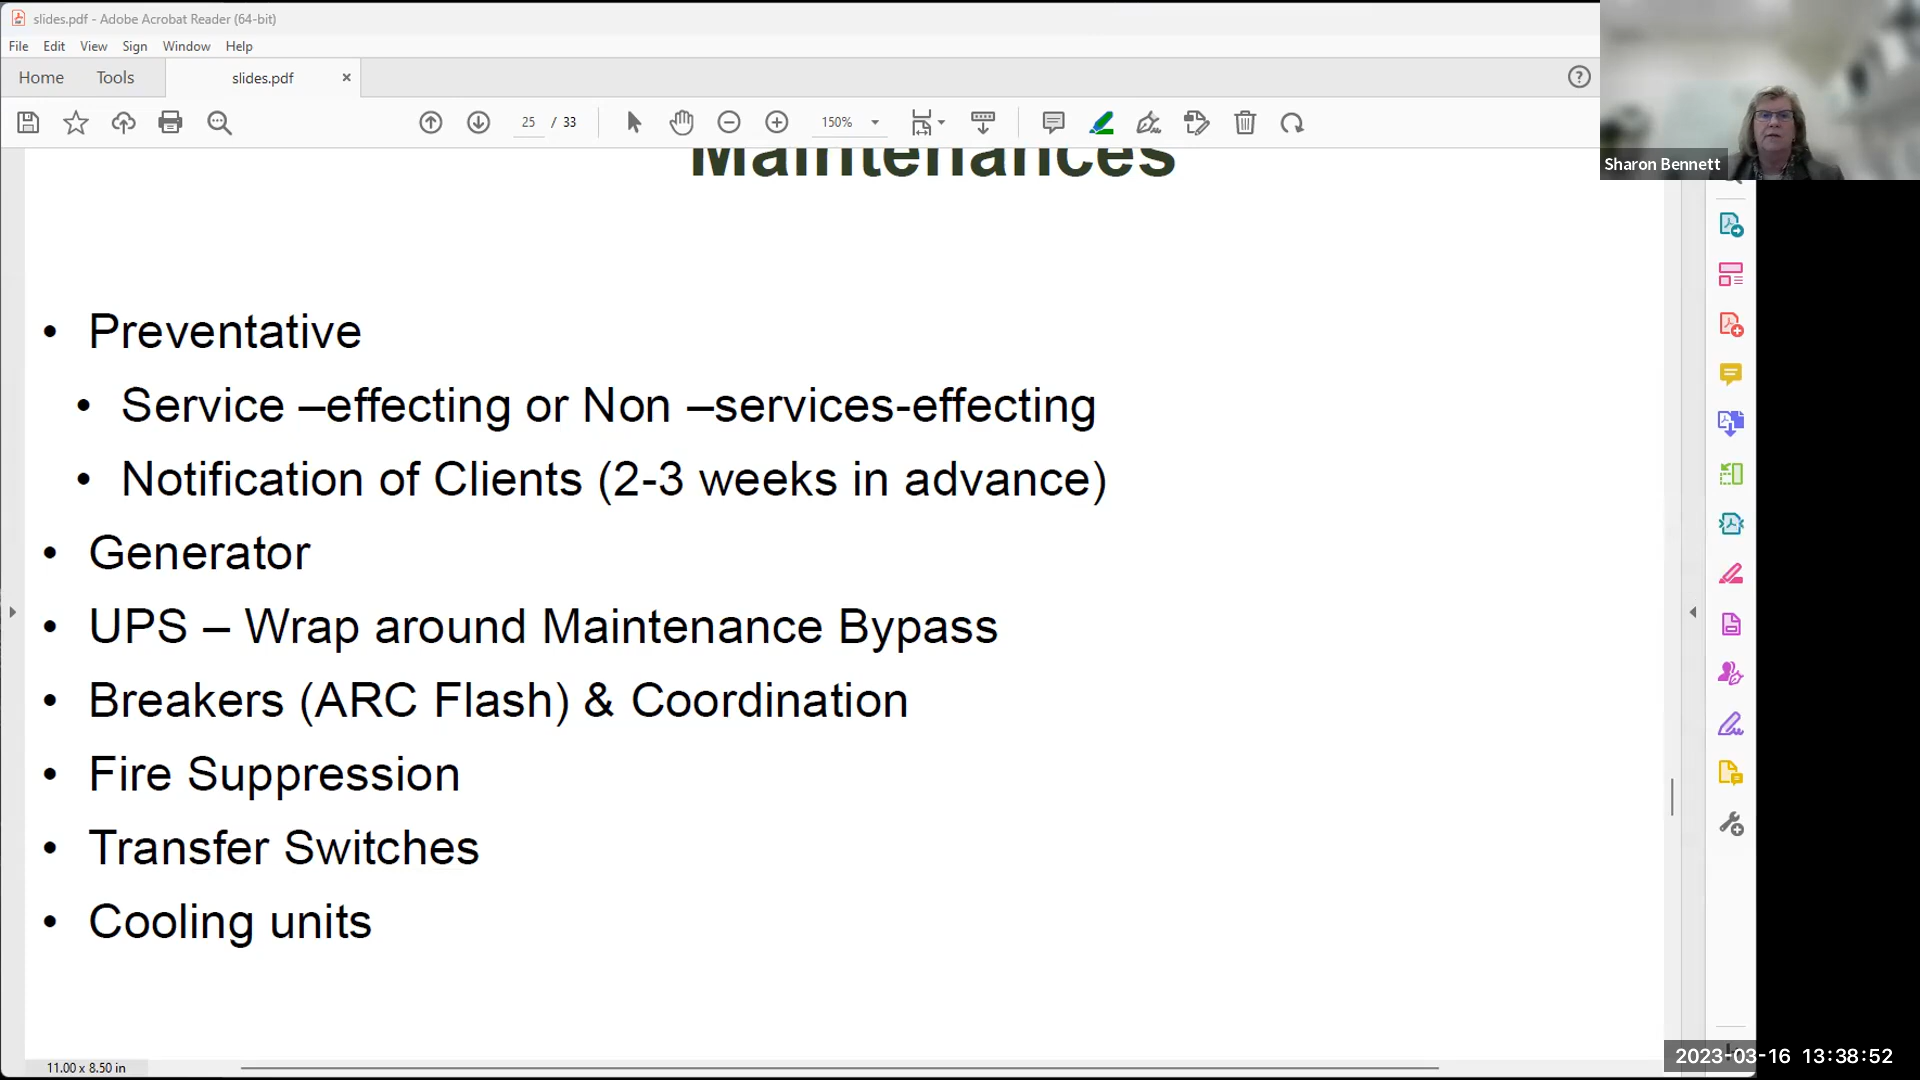 slides.pdf - Adobe Acrobat Reader (64-bit)
File Edit View Sign Window Help
Home Tools slides.pdf
25 / 33 150%
Sharon Bennett
Maintenances
• Preventative
• Service –effecting or Non –services-effecting
• Notification of Clients (2-3 weeks in advance)
• Generator
• UPS – Wrap around Maintenance Bypass
• Breakers (ARC Flash) & Coordination
• Fire Suppression
• Transfer Switches
• Cooling units
11.00 x 8.50 in
2023-03-16 13:38:52